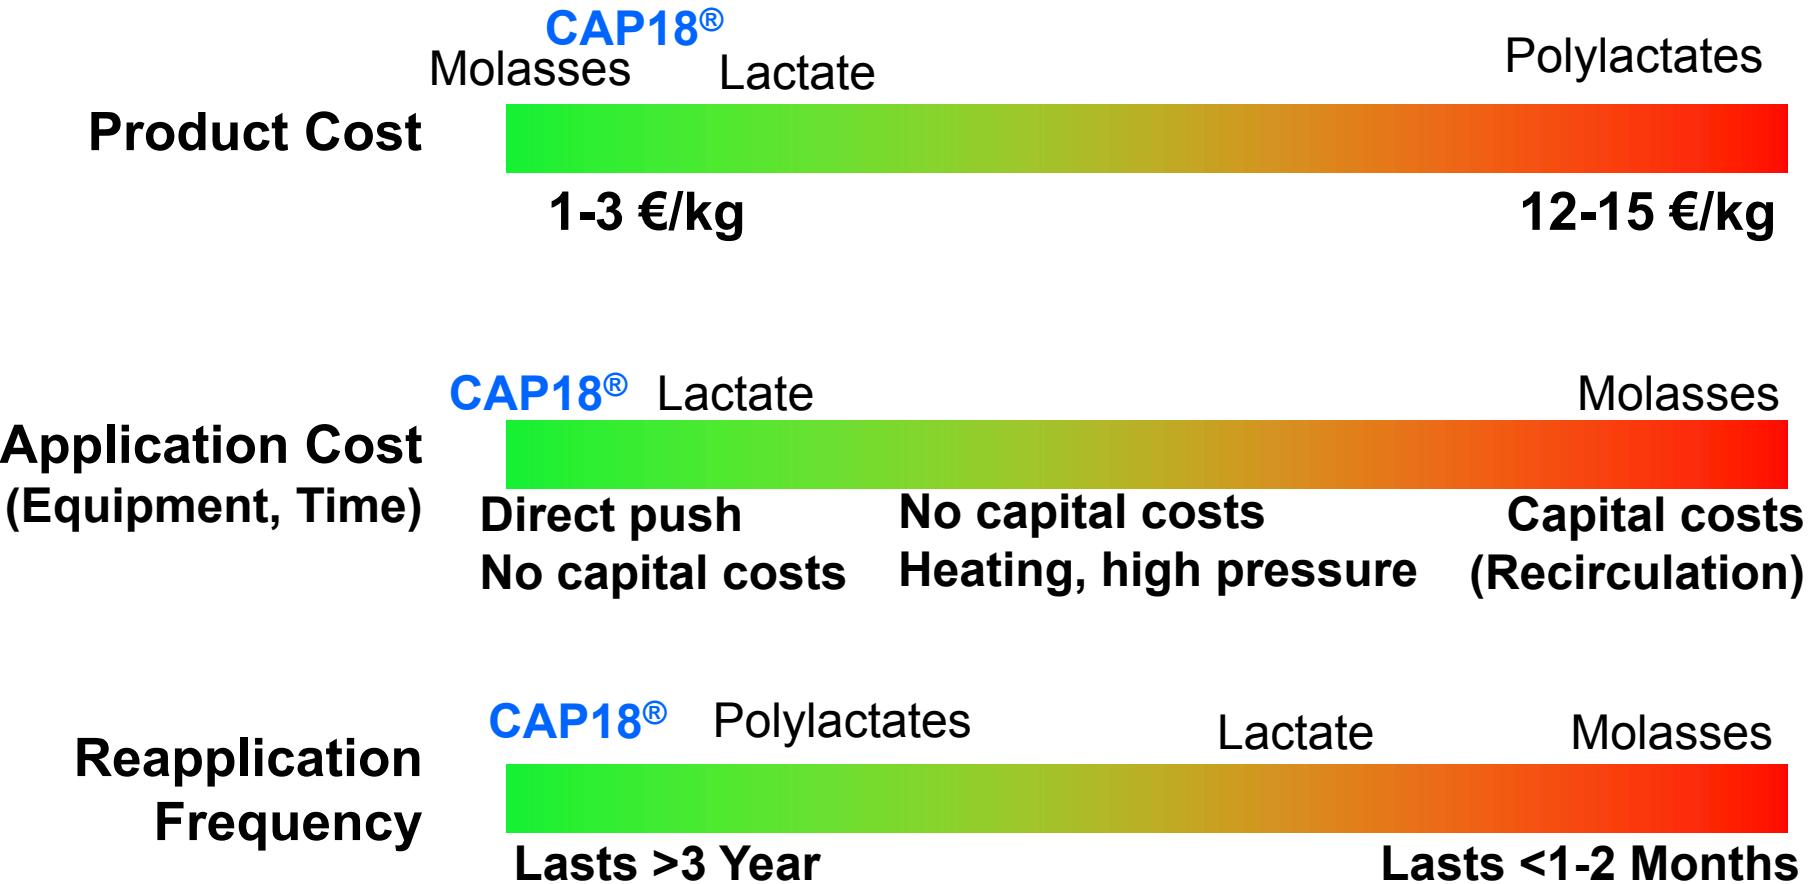 CAP18®
Molasses Lactate Polylactates
Product Cost
1-3 €/kg 12-15 €/kg
CAP18® Lactate Molasses
Application Cost
(Equipment, Time)
Direct push No capital costs Capital costs
No capital costs Heating, high pressure (Recirculation)
CAP18® Polylactates Lactate Molasses
Reapplication
Frequency
Lasts >3 Year Lasts <1-2 Months